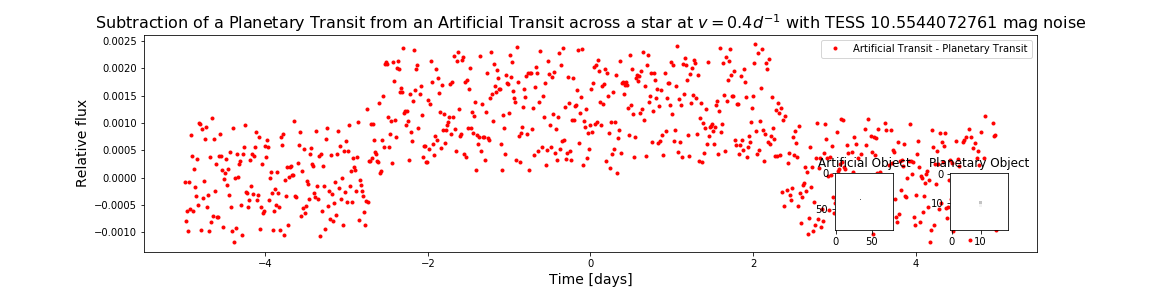 Subtraction of a Planetary Transit from an Artificial Transit across a star at v = 0.4d⁻¹ with TESS 10.5544072761 mag noise
Artificial Transit - Planetary Transit
Relative flux
0.0025
0.0020
0.0015
0.0010
0.0005
0.0000
−0.0005
−0.0010
Artificial Object
0
50
0 50
Planetary Object
0
10
0 10
−4 −2 0 2 4
Time [days]